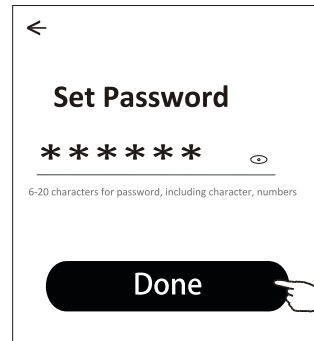 Set Password
******
6-20 characters for password, including character, numbers
Done